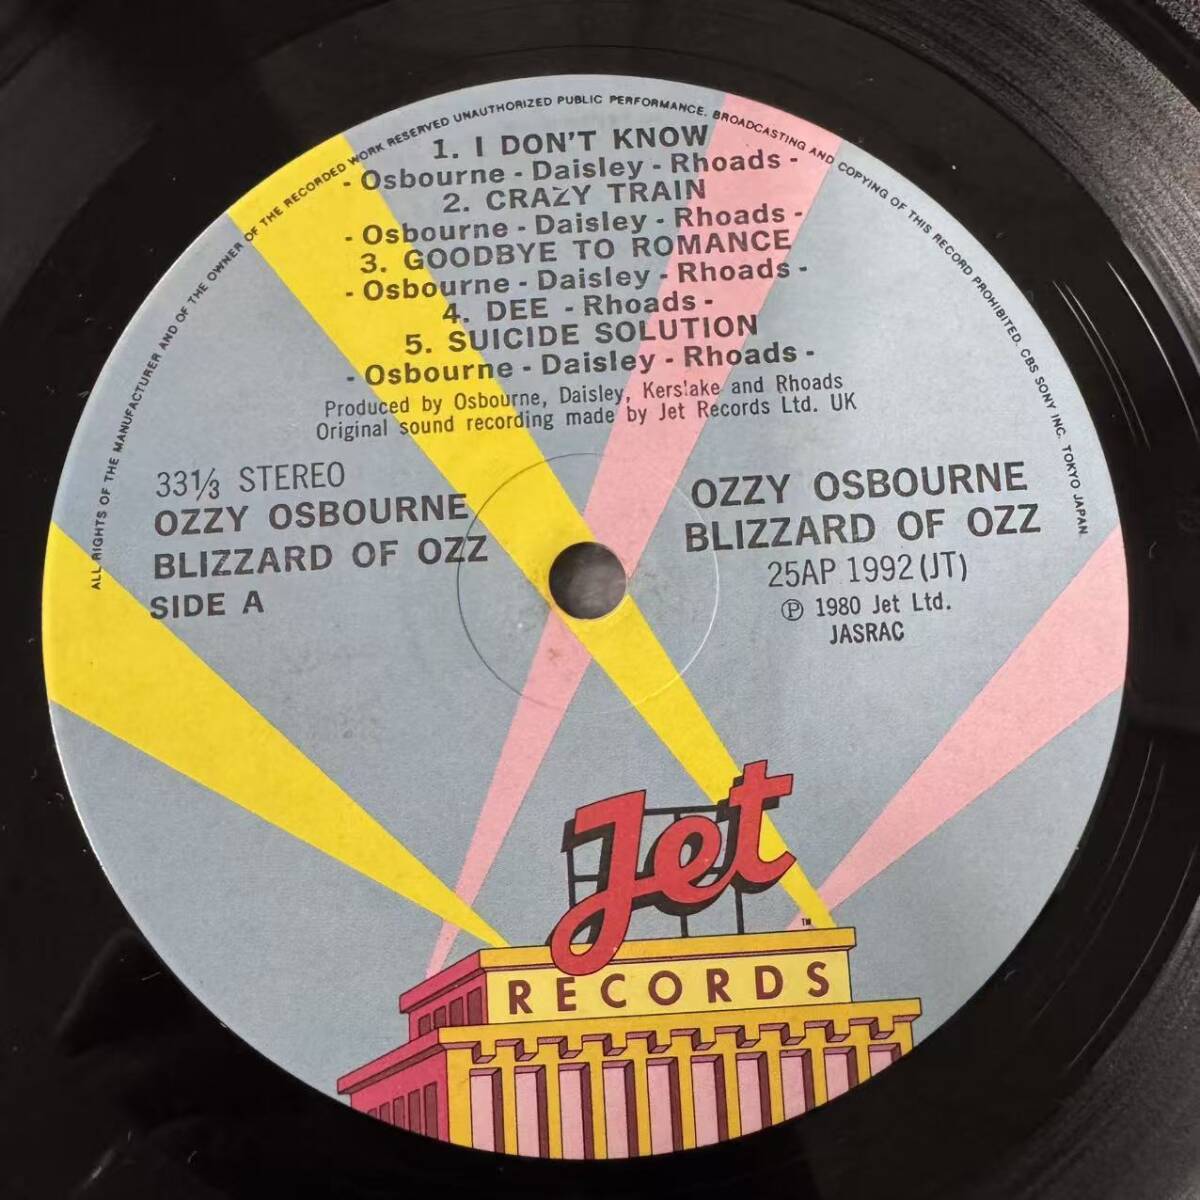 ALL RIGHTS OF THE MANUFACTURER AND OF THE OWNER OF THE RECORDED WORK RESERVED UNAUTHORIZED PUBLIC PERFORMANCE. BROADCASTING AND COPYING OF THIS RECORD PROHIBITED. CBS SONY INC. TOKYO JAPAN
1. I DON'T KNOW
- Osbourne - Daisley - Rhoads -
2. CRAZY TRAIN
- Osbourne - Daisley - Rhoads -
3. GOODBYE TO ROMANCE
- Osbourne - Daisley - Rhoads -
4. DEE - Rhoads -
5. SUICIDE SOLUTION
- Osbourne - Daisley - Rhoads -
Produced by Osbourne, Daisley, Kerslake and Rhoads
Original sound recording made by Jet Records Ltd. UK
33⅓ STEREO
OZZY OSBOURNE
BLIZZARD OF OZZ
SIDE A
OZZY OSBOURNE
BLIZZARD OF OZZ
25AP 1992 (JT)
Ⓟ 1980 Jet Ltd.
JASRAC
Jet
TM
RECORDS